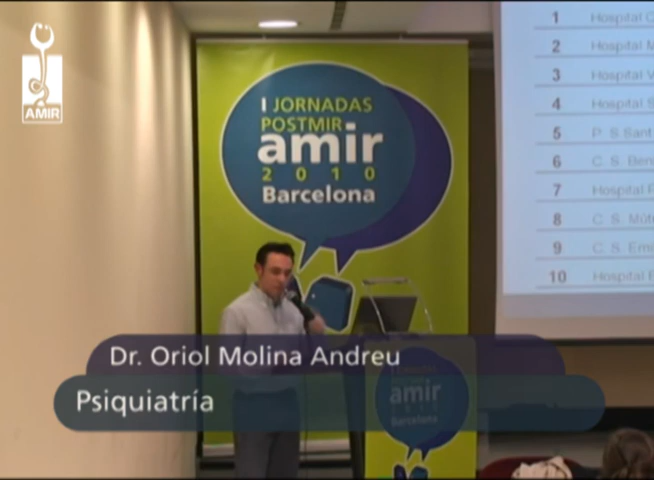 AMIR
I JORNADAS
POSTMIR
amir
2010
Barcelona
1 Hospital
2 Hospital
3 Hospital
4 Hospital
5 P. S. Sant
6 C. S.
7 Hospital
8 C. S.
9 C. S.
10 Hospital
Dr. Oriol Molina Andreu
Psiquiatría
amir
2010
Barcelona